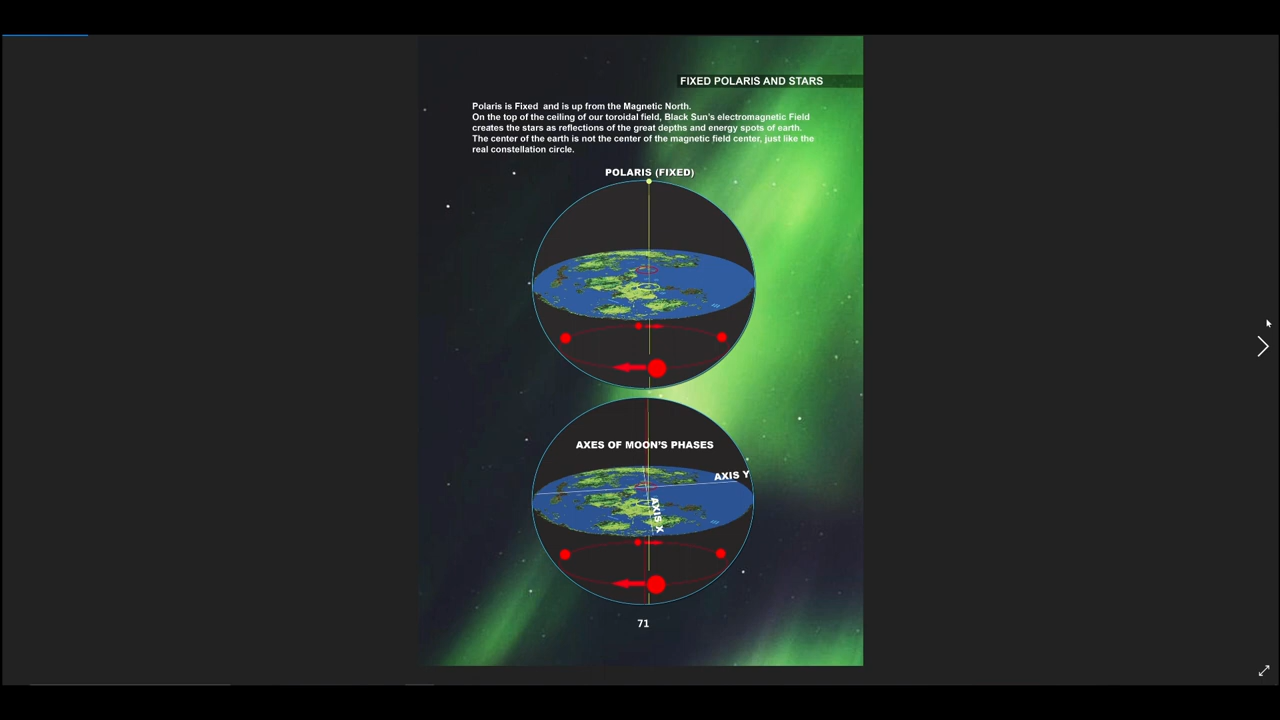 FIXED POLARIS AND STARS
Polaris is Fixed and is up from the Magnetic North.
On the top of the ceiling of our toroidal field, Black Sun's electromagnetic Field
creates the stars as reflections of the great depths and energy spots of earth.
The center of the earth is not the center of the magnetic field center, just like the
real constellation circle.
POLARIS (FIXED)
AXES OF MOON'S PHASES
AXIS Y
AXIS X
71